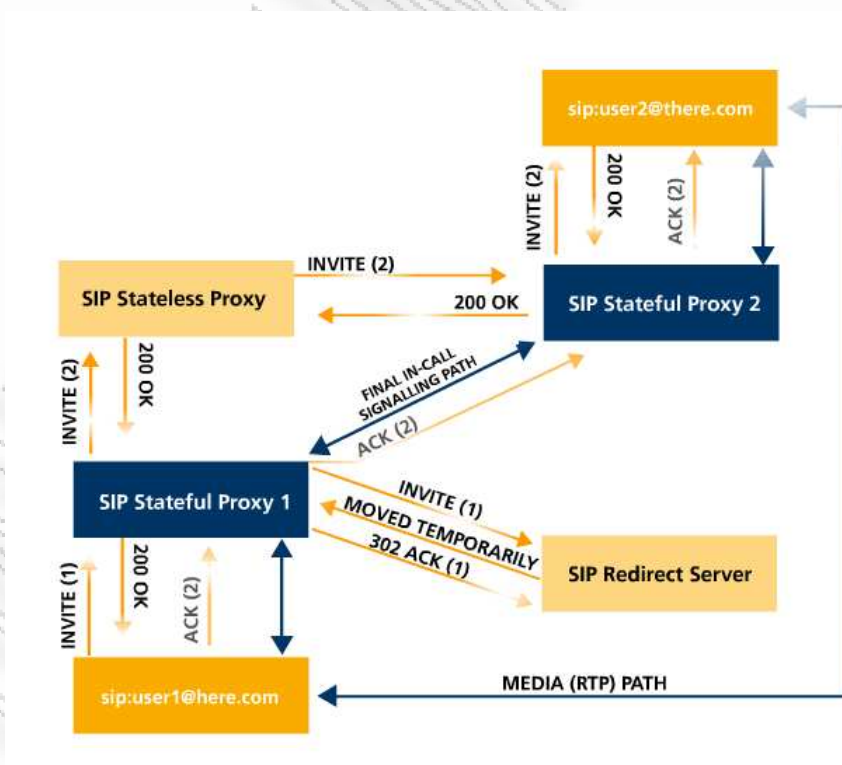 sip:user2@there.com
INVITE (2)
200 OK
ACK (2)
SIP Stateless Proxy
INVITE (2)
200 OK
SIP Stateful Proxy 2
INVITE (2)
200 OK
FINAL IN-CALL
SIGNALLING PATH
ACK (2)
SIP Stateful Proxy 1
INVITE (1)
MOVED TEMPORARILY
302 ACK (1)
SIP Redirect Server
INVITE (1)
200 OK
ACK (2)
sip:user1@here.com
MEDIA (RTP) PATH